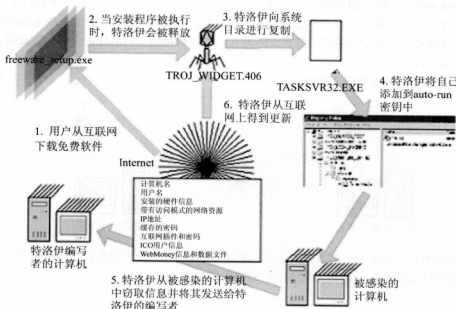 2. 当安装程序被执行
时，特洛伊会被释放
3. 特洛伊向系统
目录进行复制
freeware_setup.exe
TROJ_WIDGET.406
TASKSVR32.EXE
4. 特洛伊将自己
添加到auto-run
密钥中
6. 特洛伊从互联
网上得到更新
1. 用户从互联网
下载免费软件
Internet
计算机名
用户名
安装的硬件信息
带有访问模式的网络资源
IP地址
缓存的密码
互联网插件和密码
ICO用户信息
WebMoney信息和数据文件
特洛伊编写
者的计算机
5. 特洛伊从被感染的计算机
中窃取信息并将其发送给特
洛伊的编写者
被感染的
计算机